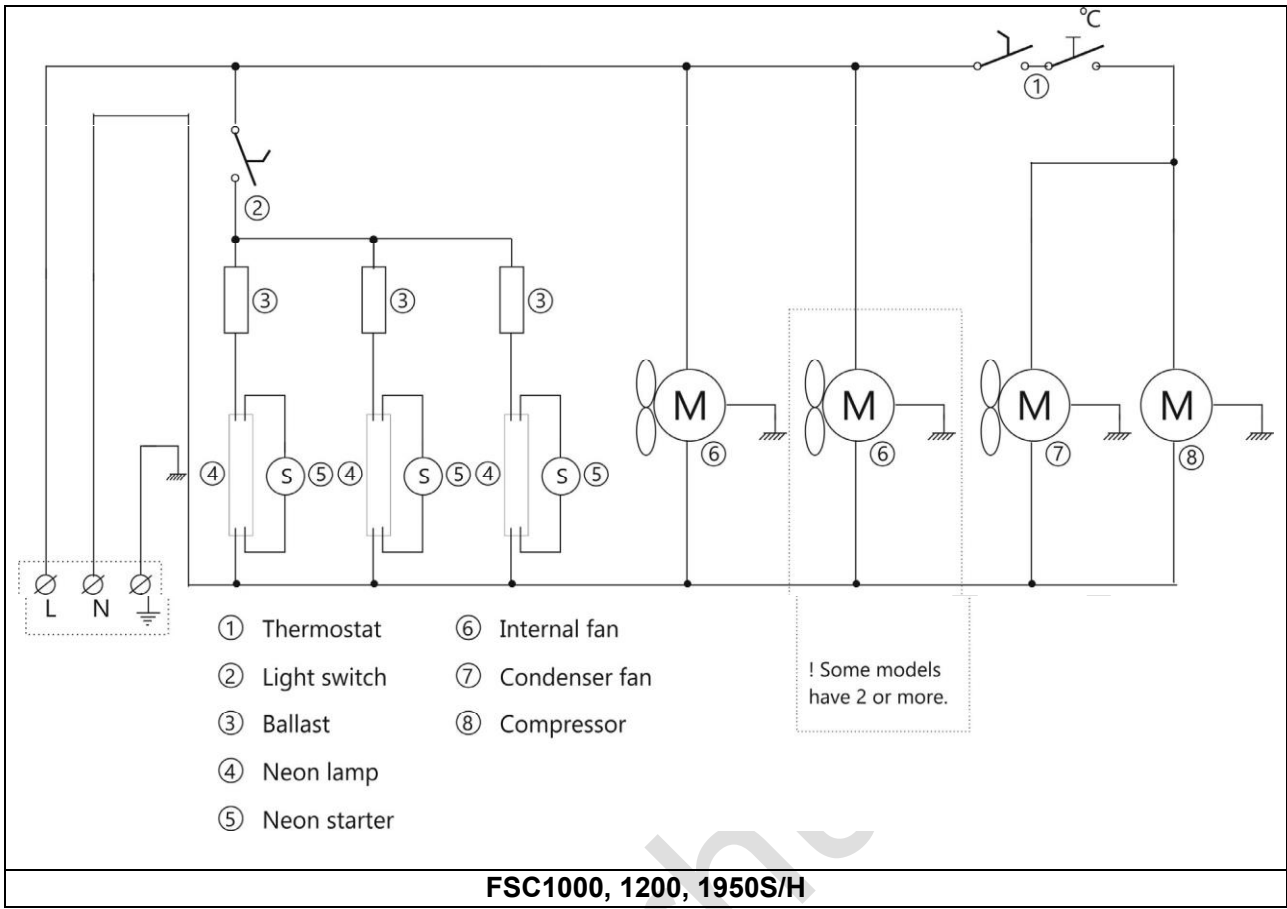 °C
①
②
③ ③ ③
M M M M
④ S ⑤ ④ S ⑤ ④ S ⑤
⑥ ⑥ ⑦ ⑧
L N
① Thermostat
② Light switch
③ Ballast
④ Neon lamp
⑤ Neon starter
⑥ Internal fan
⑦ Condenser fan
⑧ Compressor
! Some models
have 2 or more.
FSC1000, 1200, 1950S/H